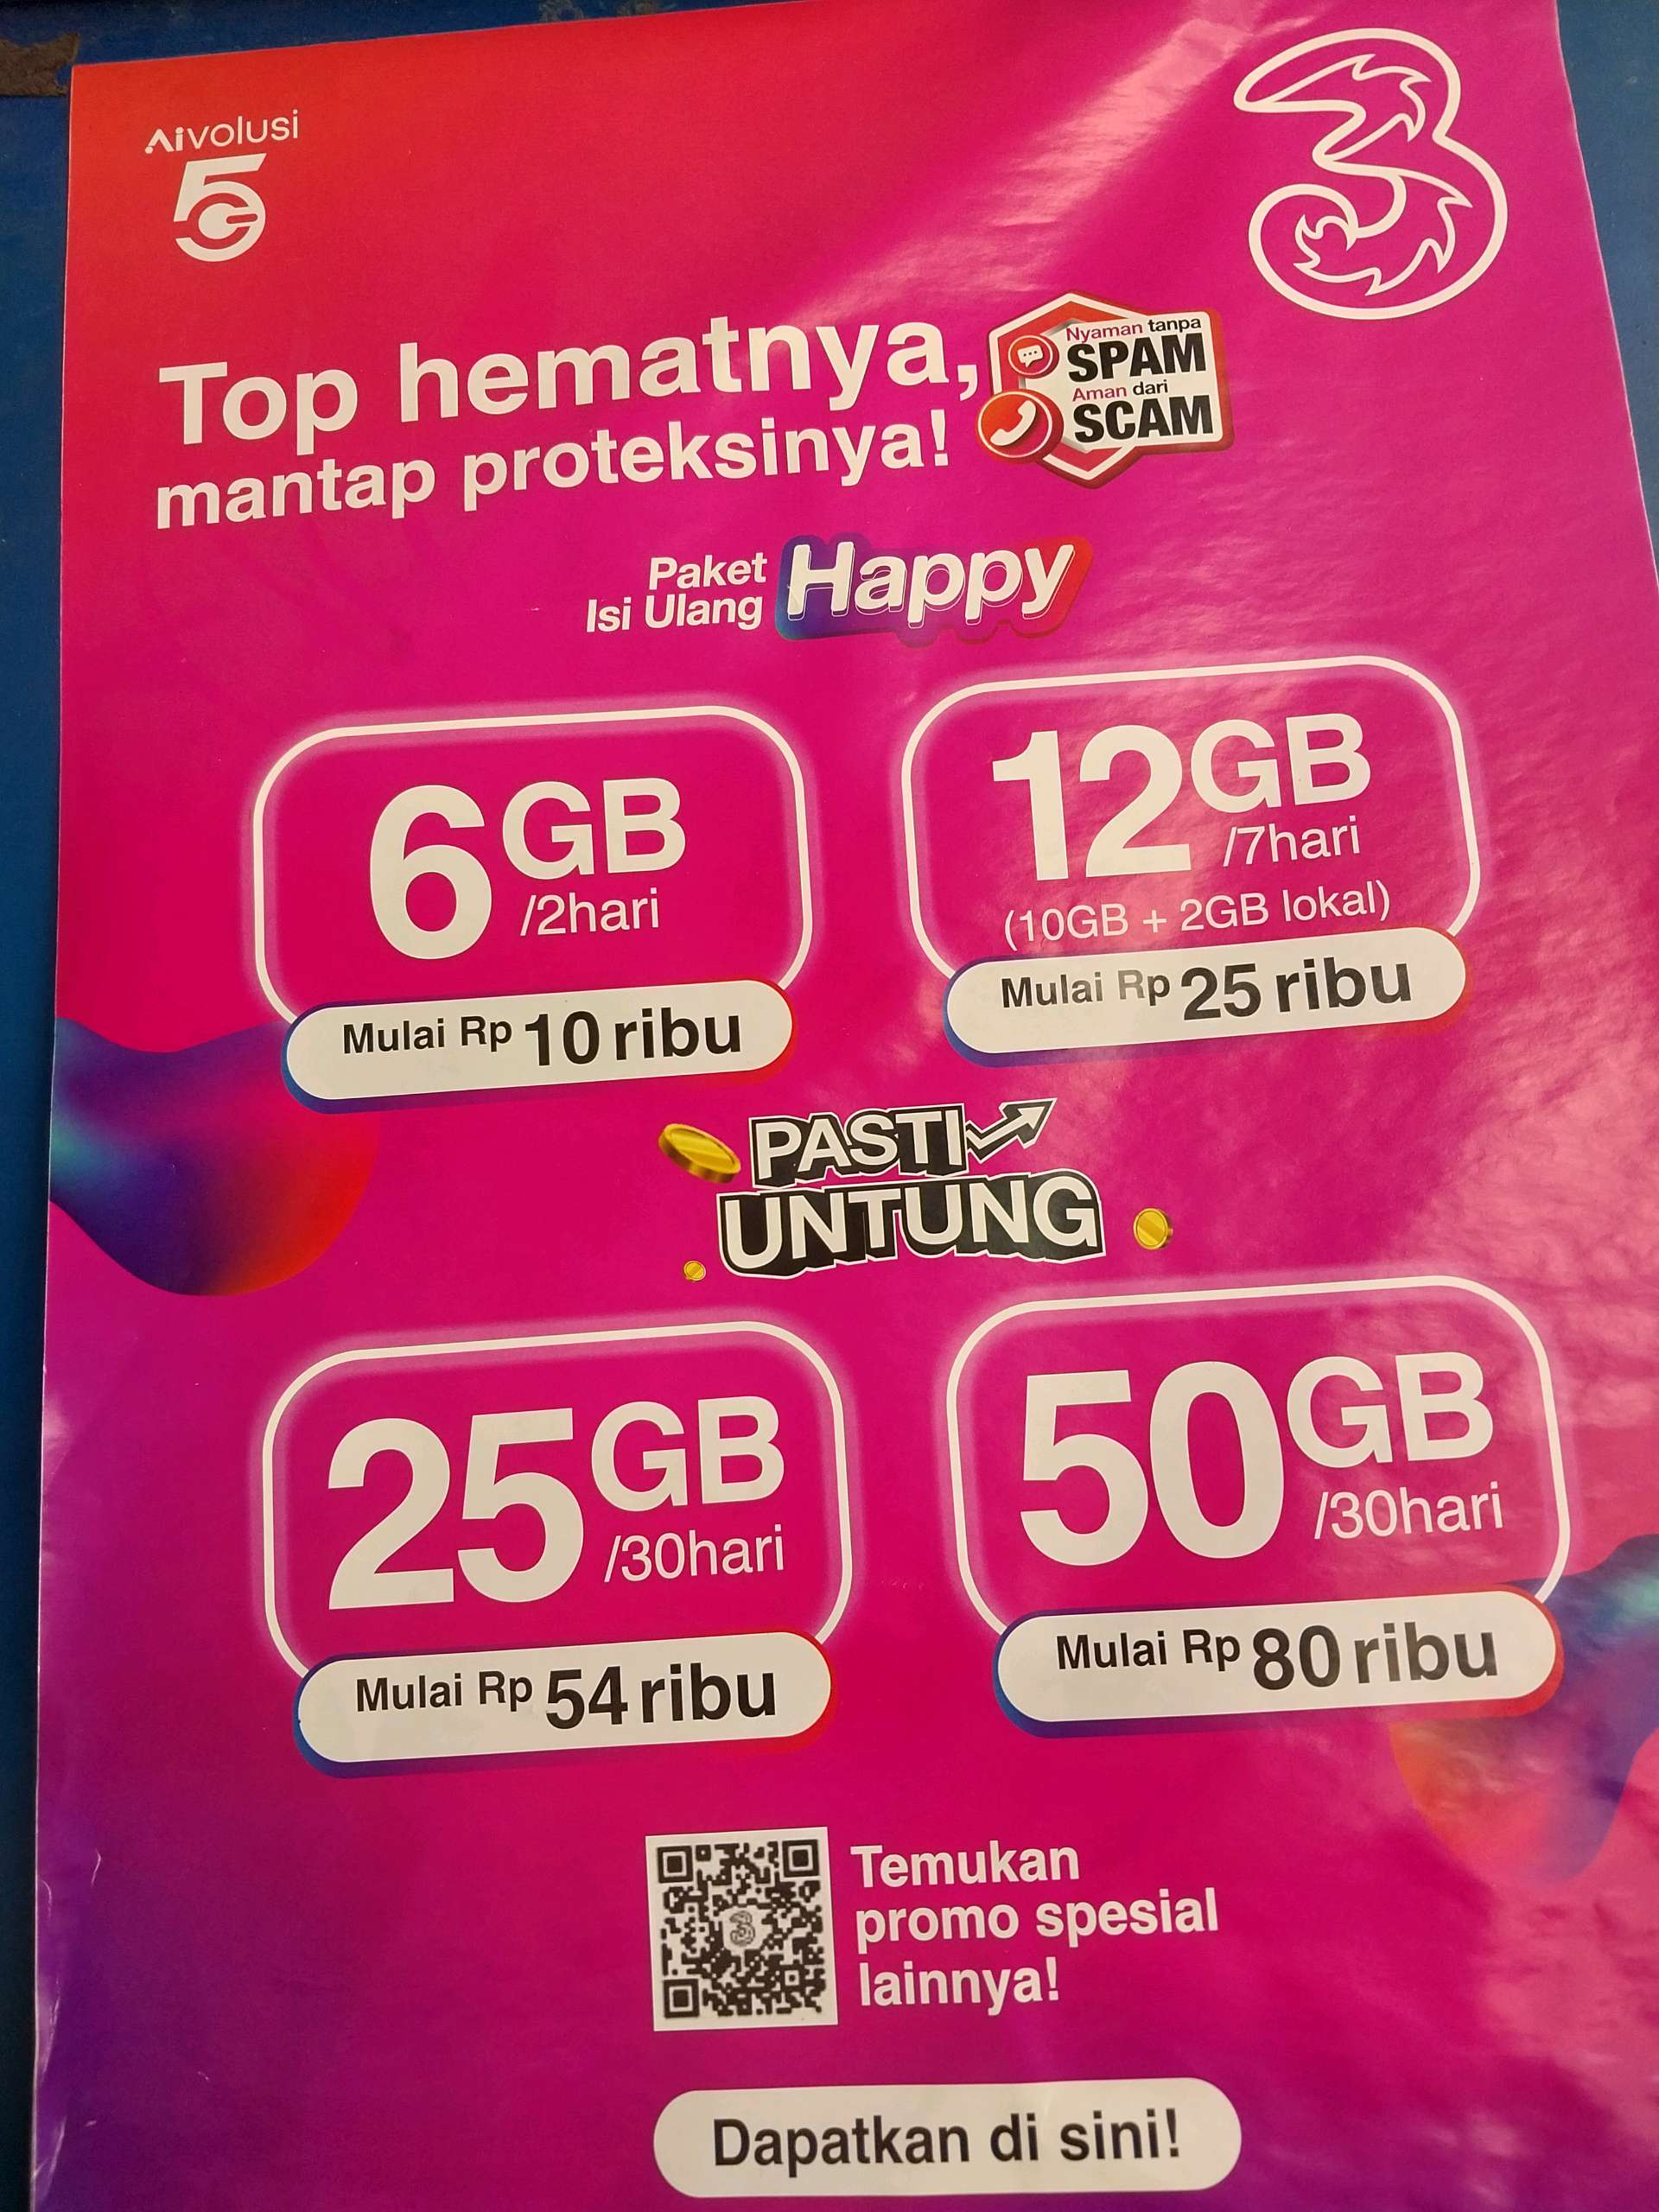 Aivolusi
5G
3
Top hematnya,
mantap proteksinya!
Nyaman tanpa
SPAM
Aman dari
SCAM
Paket
Isi Ulang
Happy
6GB
/2hari
Mulai Rp 10 ribu
12GB
/7hari
(10GB + 2GB lokal)
Mulai Rp 25 ribu
PASTI
UNTUNG
25GB
/30hari
Mulai Rp 54 ribu
50GB
/30hari
Mulai Rp 80 ribu
3
Temukan
promo spesial
lainnya!
Dapatkan di sini!